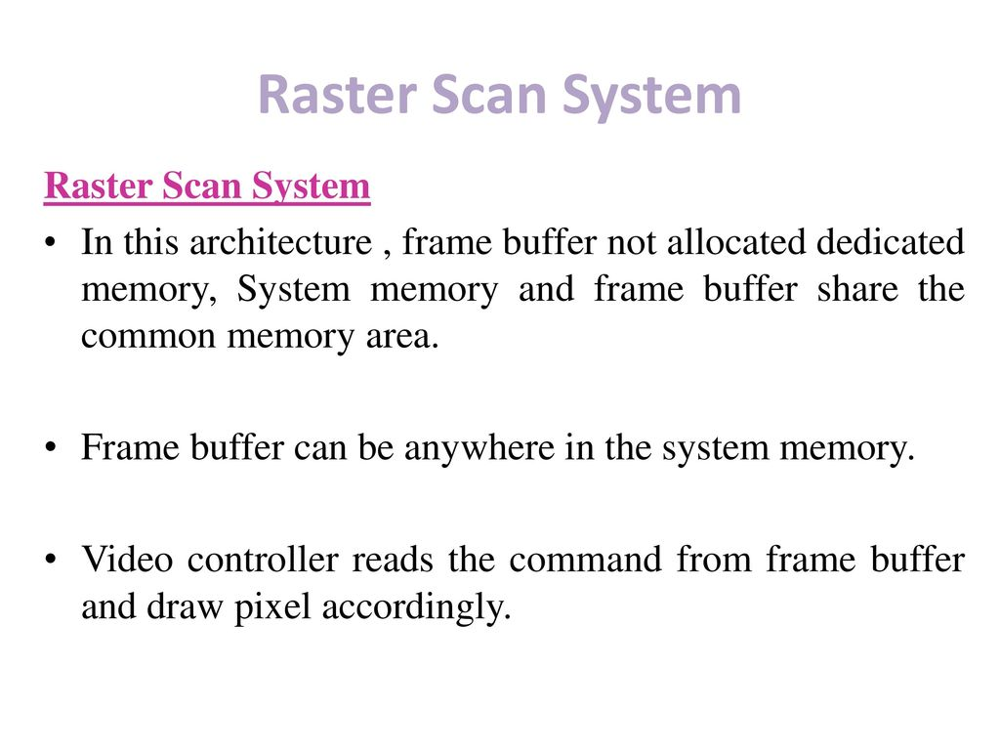 Raster Scan System
Raster Scan System
• In this architecture , frame buffer not allocated dedicated
memory, System memory and frame buffer share the
common memory area.
• Frame buffer can be anywhere in the system memory.
• Video controller reads the command from frame buffer
and draw pixel accordingly.